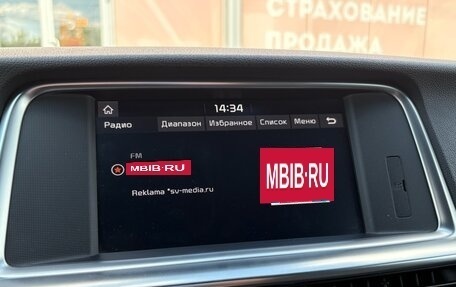 СТРАХОВАНИЕ
ПРОДАЖА
14:34
Радио Диапазон Избранное Список Меню
FM
MBIB·RU
MBIB·RU
Reklama *sv-media.ru